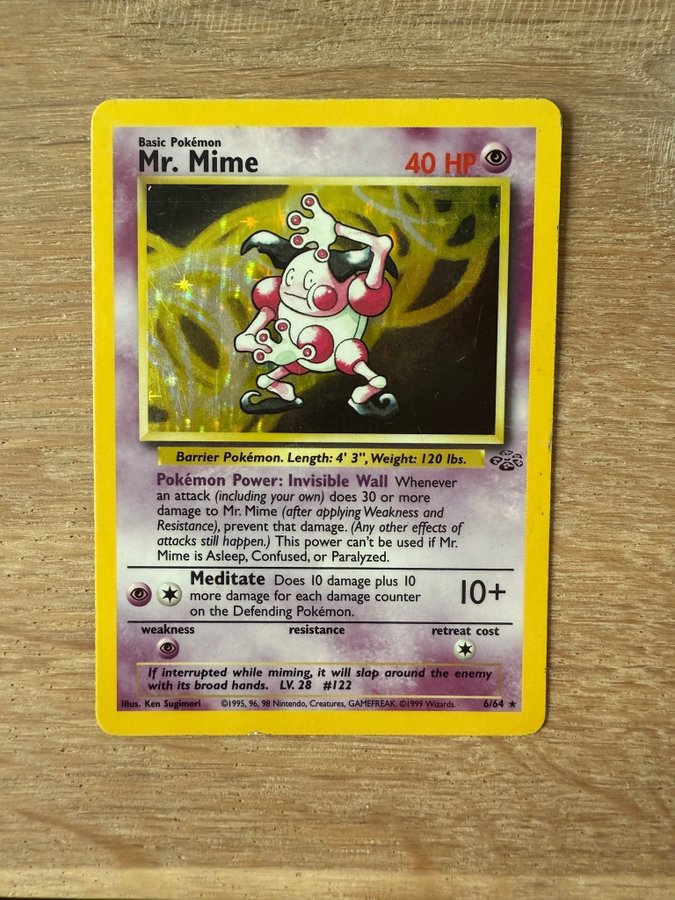 Basic Pokémon
Mr. Mime 40 HP
Barrier Pokémon. Length: 4' 3", Weight: 120 lbs.
Pokémon Power: Invisible Wall Whenever
an attack (including your own) does 30 or more
damage to Mr. Mime (after applying Weakness and
Resistance), prevent that damage. (Any other effects of
attacks still happen.) This power can't be used if Mr.
Mime is Asleep, Confused, or Paralyzed.
Meditate Does 10 damage plus 10
more damage for each damage counter
on the Defending Pokémon.
10+
weakness resistance retreat cost
If interrupted while miming, it will slap around the enemy
with its broad hands. LV. 28 #122
Illus. Ken Sugimori ©1995, 96, 98 Nintendo, Creatures, GAMEFREAK. ©1999 Wizards. 6/64 ★